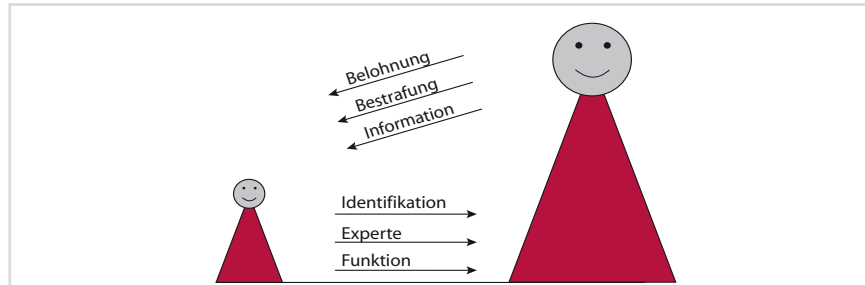 Belohnung
Bestrafung
Information
Identifikation
Experte
Funktion